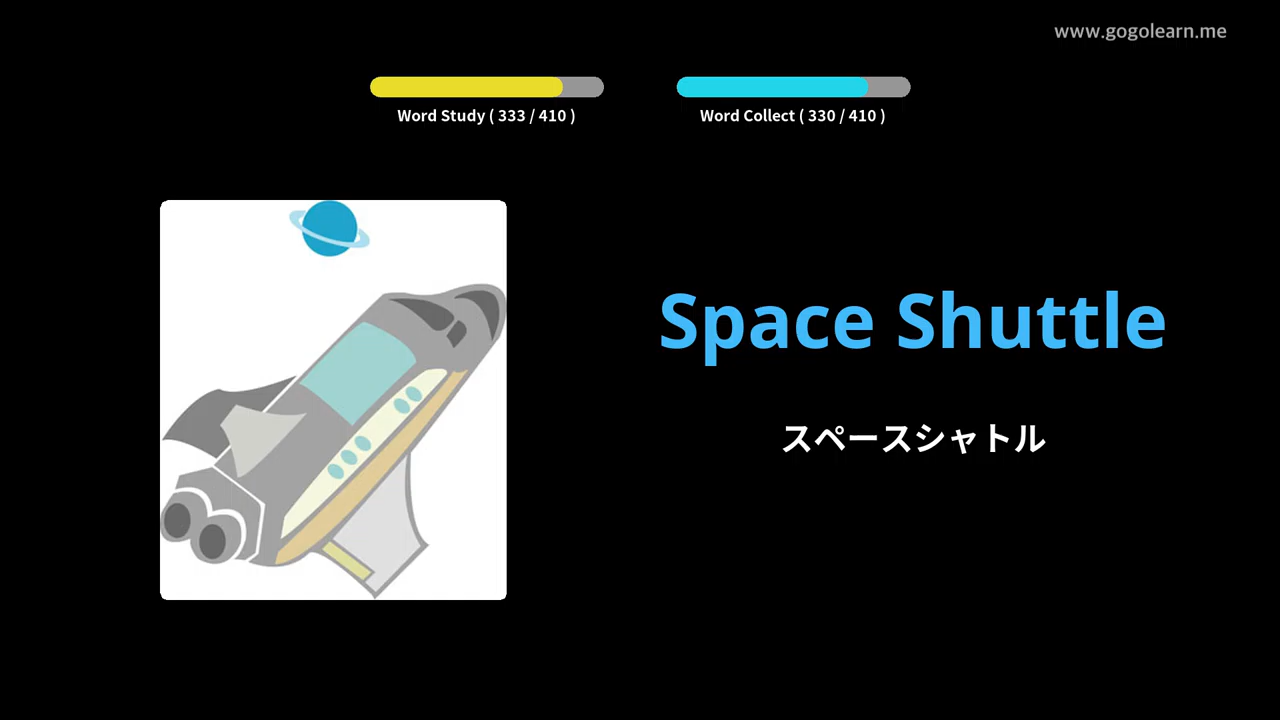 www.gogolearn.me
Word Study ( 333 / 410 )
Word Collect ( 330 / 410 )
Space Shuttle
スペースシャトル